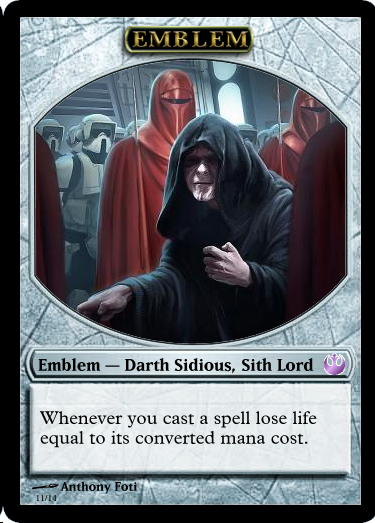 EMBLEM
Emblem — Darth Sidious, Sith Lord
Whenever you cast a spell lose life
equal to its converted mana cost.
Anthony Foti
11/14